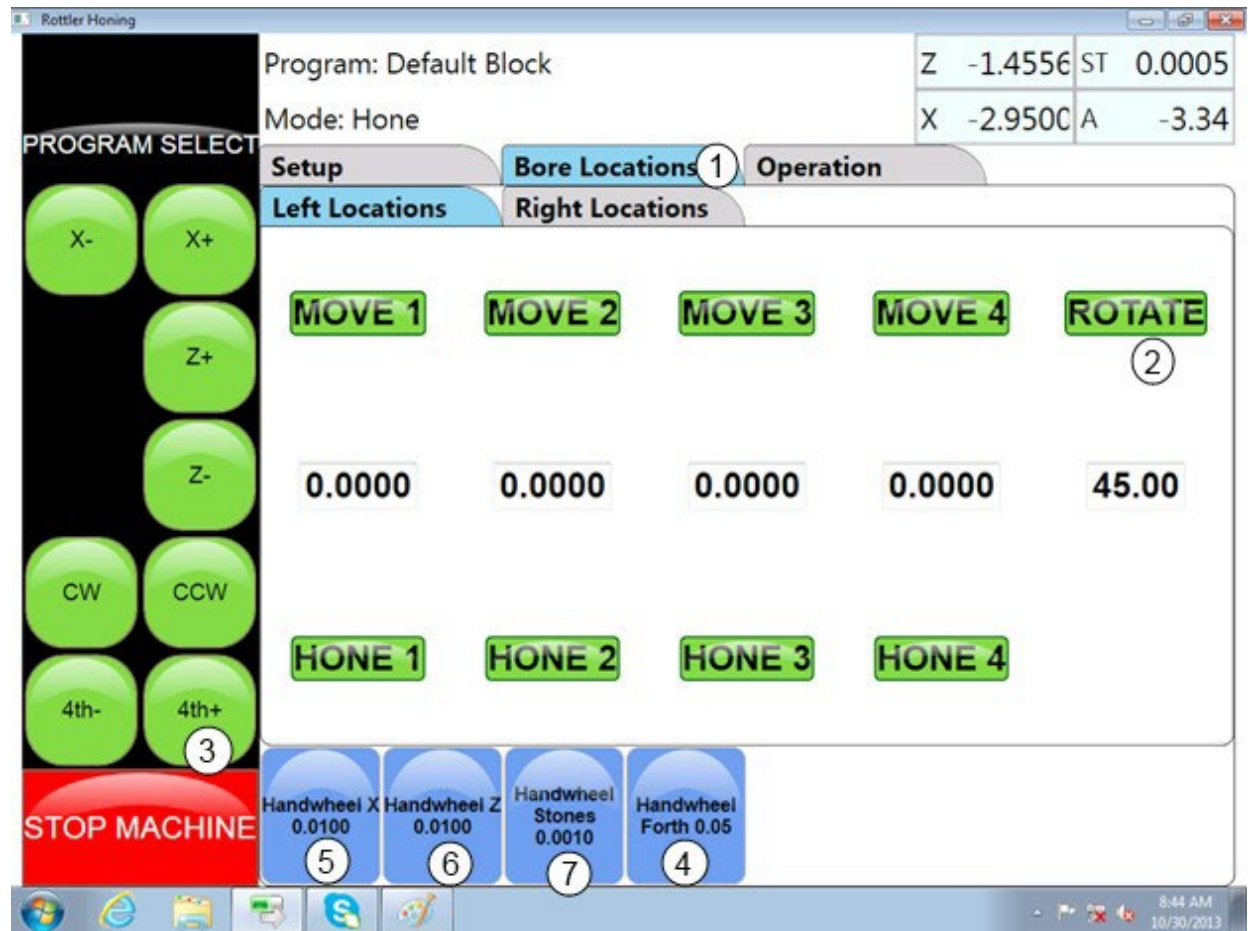 Rottler Honing
Program: Default Block
Z -1.4556 ST 0.0005
Mode: Hone
X -2.9500 A -3.34
PROGRAM SELECT
Setup Bore Locations 1 Operation
Left Locations Right Locations
X- X+
MOVE 1 MOVE 2 MOVE 3 MOVE 4 ROTATE
2
Z+
Z-
0.0000 0.0000 0.0000 0.0000 45.00
CW CCW
HONE 1 HONE 2 HONE 3 HONE 4
4th- 4th+
3
STOP MACHINE
Handwheel X
0.0100
5
Handwheel Z
0.0100
6
Handwheel
Stones
0.0010
7
Handwheel
Forth 0.05
4
8:44 AM
10/30/2013